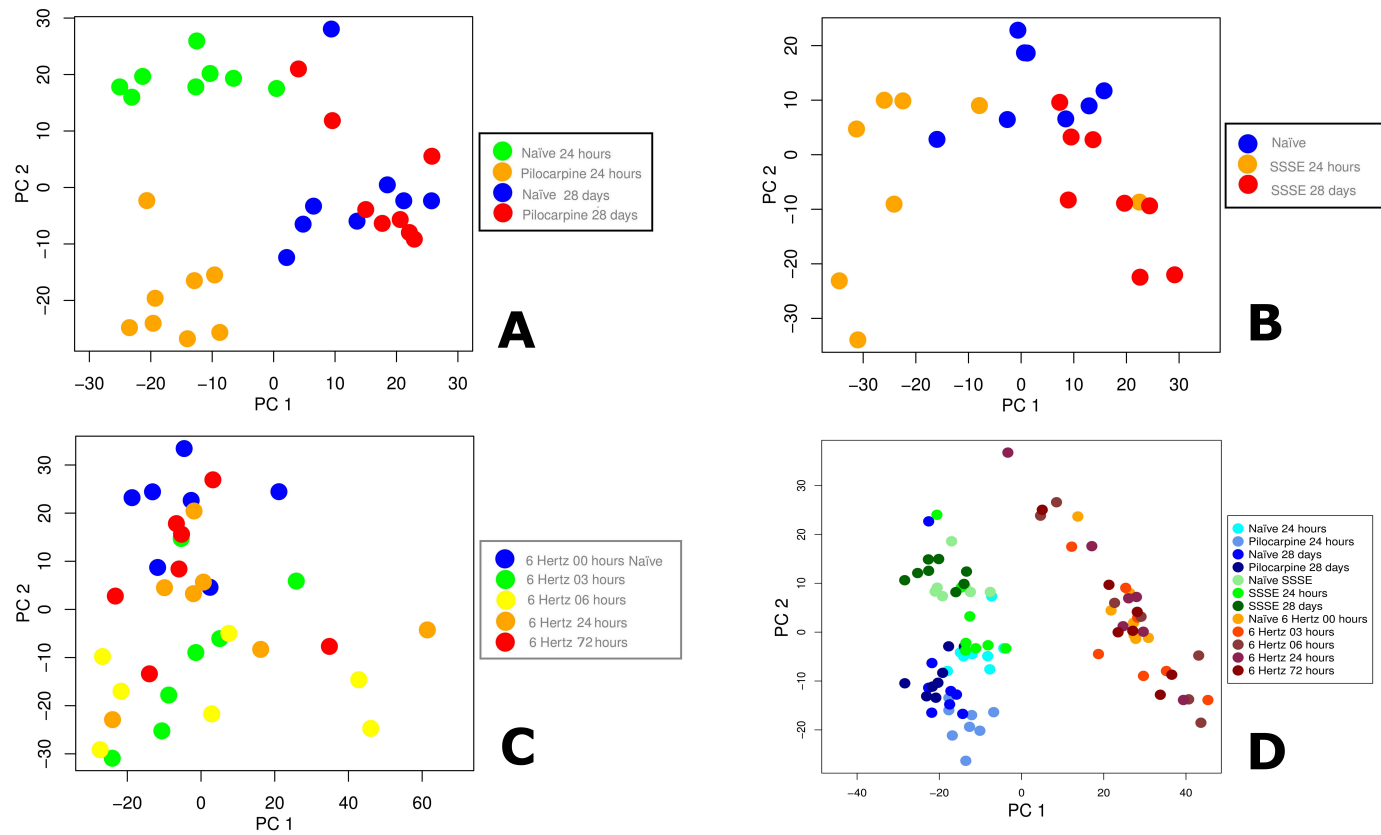 30
20
10
0
−10
−20
PC 2
−30 −20 −10 0 10 20 30
PC 1
Naïve 24 hours
Pilocarpine 24 hours
Naïve 28 days
Pilocarpine 28 days
A
20
10
0
−10
−20
−30
PC 2
−30 −20 −10 0 10 20 30
PC 1
Naïve
SSSE 24 hours
SSSE 28 days
B
30
20
10
0
−10
−20
−30
PC 2
−20 0 20 40 60
PC 1
6 Hertz 00 hours Naïve
6 Hertz 03 hours
6 Hertz 06 hours
6 Hertz 24 hours
6 Hertz 72 hours
C
30
20
10
0
−10
−20
PC 2
−40 −20 0 20 40
PC 1
Naïve 24 hours
Pilocarpine 24 hours
Naïve 28 days
Pilocarpine 28 days
Naïve SSSE
SSSE 24 hours
SSSE 28 days
Naïve 6 Hertz 00 hours
6 Hertz 03 hours
6 Hertz 06 hours
6 Hertz 24 hours
6 Hertz 72 hours
D